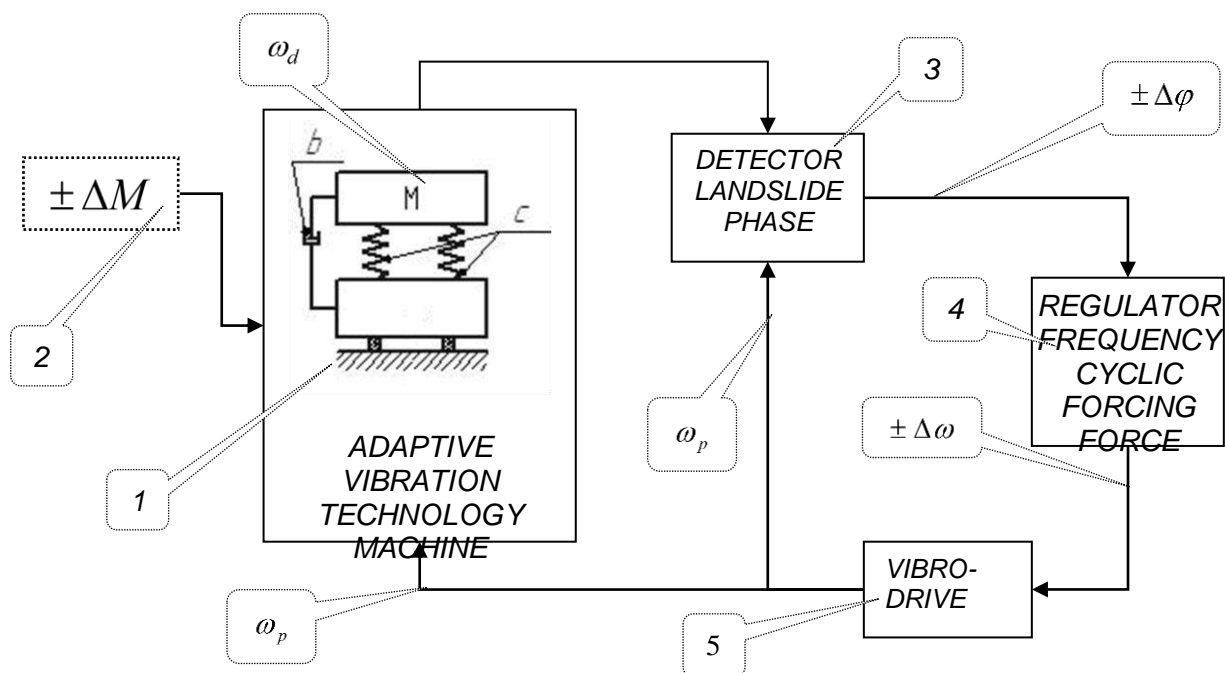 ω_d
3
± Δφ
b
M
c
± ΔM
DETECTOR
LANDSLIDE
PHASE
2
4
REGULATOR
FREQUENCY
CYCLIC
FORCING
FORCE
ω_p
± Δω
1
ADAPTIVE
VIBRATION
TECHNOLOGY
MACHINE
VIBRO-
DRIVE
ω_p
5